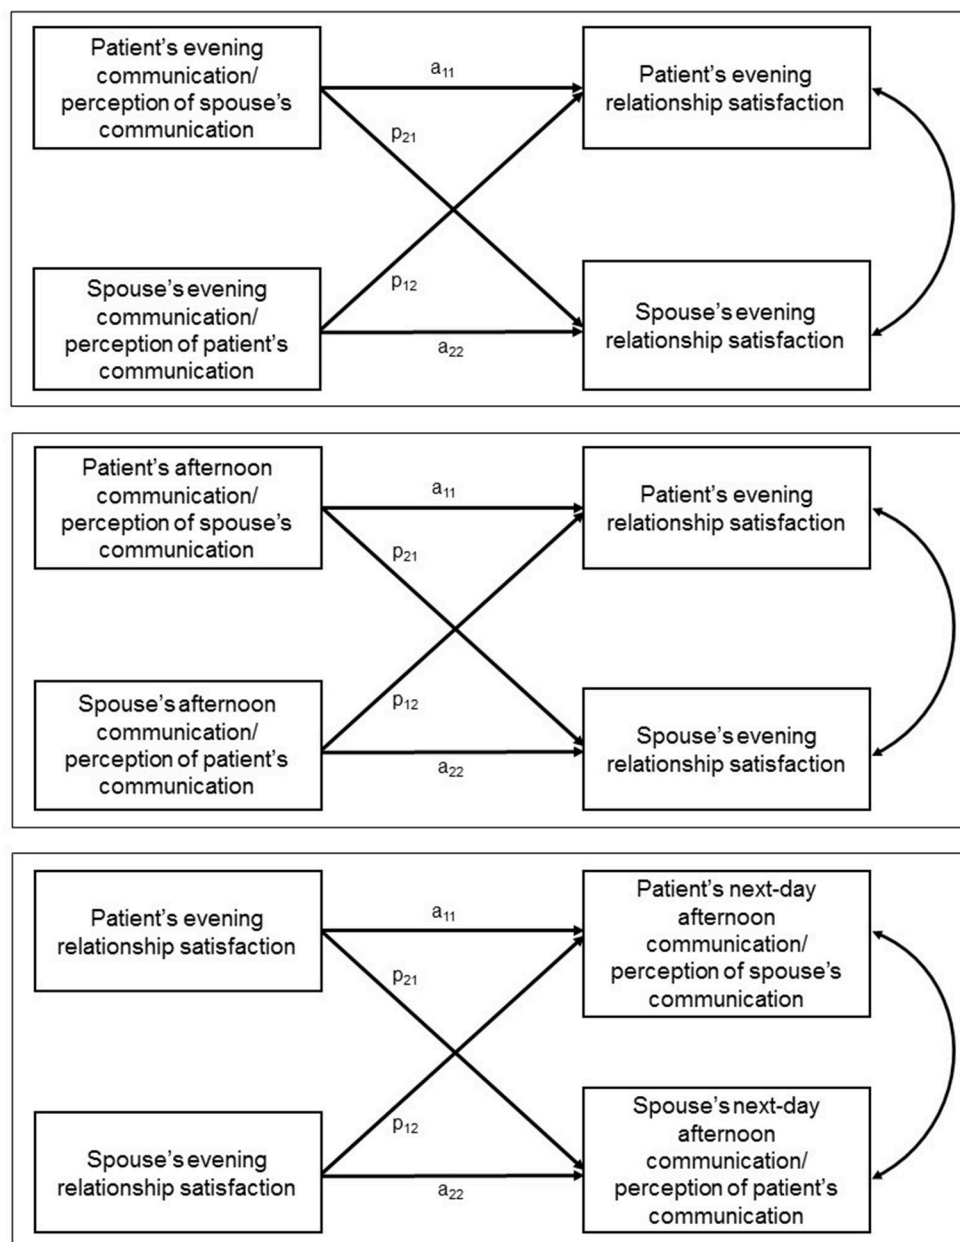 Patient's evening
communication/
perception of spouse's
communication
a11
Patient's evening
relationship satisfaction
p21
p12
Spouse's evening
communication/
perception of patient's
communication
a22
Spouse's evening
relationship satisfaction
Patient's afternoon
communication/
perception of spouse's
communication
a11
Patient's evening
relationship satisfaction
p21
p12
Spouse's afternoon
communication/
perception of patient's
communication
a22
Spouse's evening
relationship satisfaction
Patient's evening
relationship satisfaction
a11
Patient's next-day
afternoon
communication/
perception of spouse's
communication
p21
p12
Spouse's evening
relationship satisfaction
a22
Spouse's next-day
afternoon
communication/
perception of patient's
communication